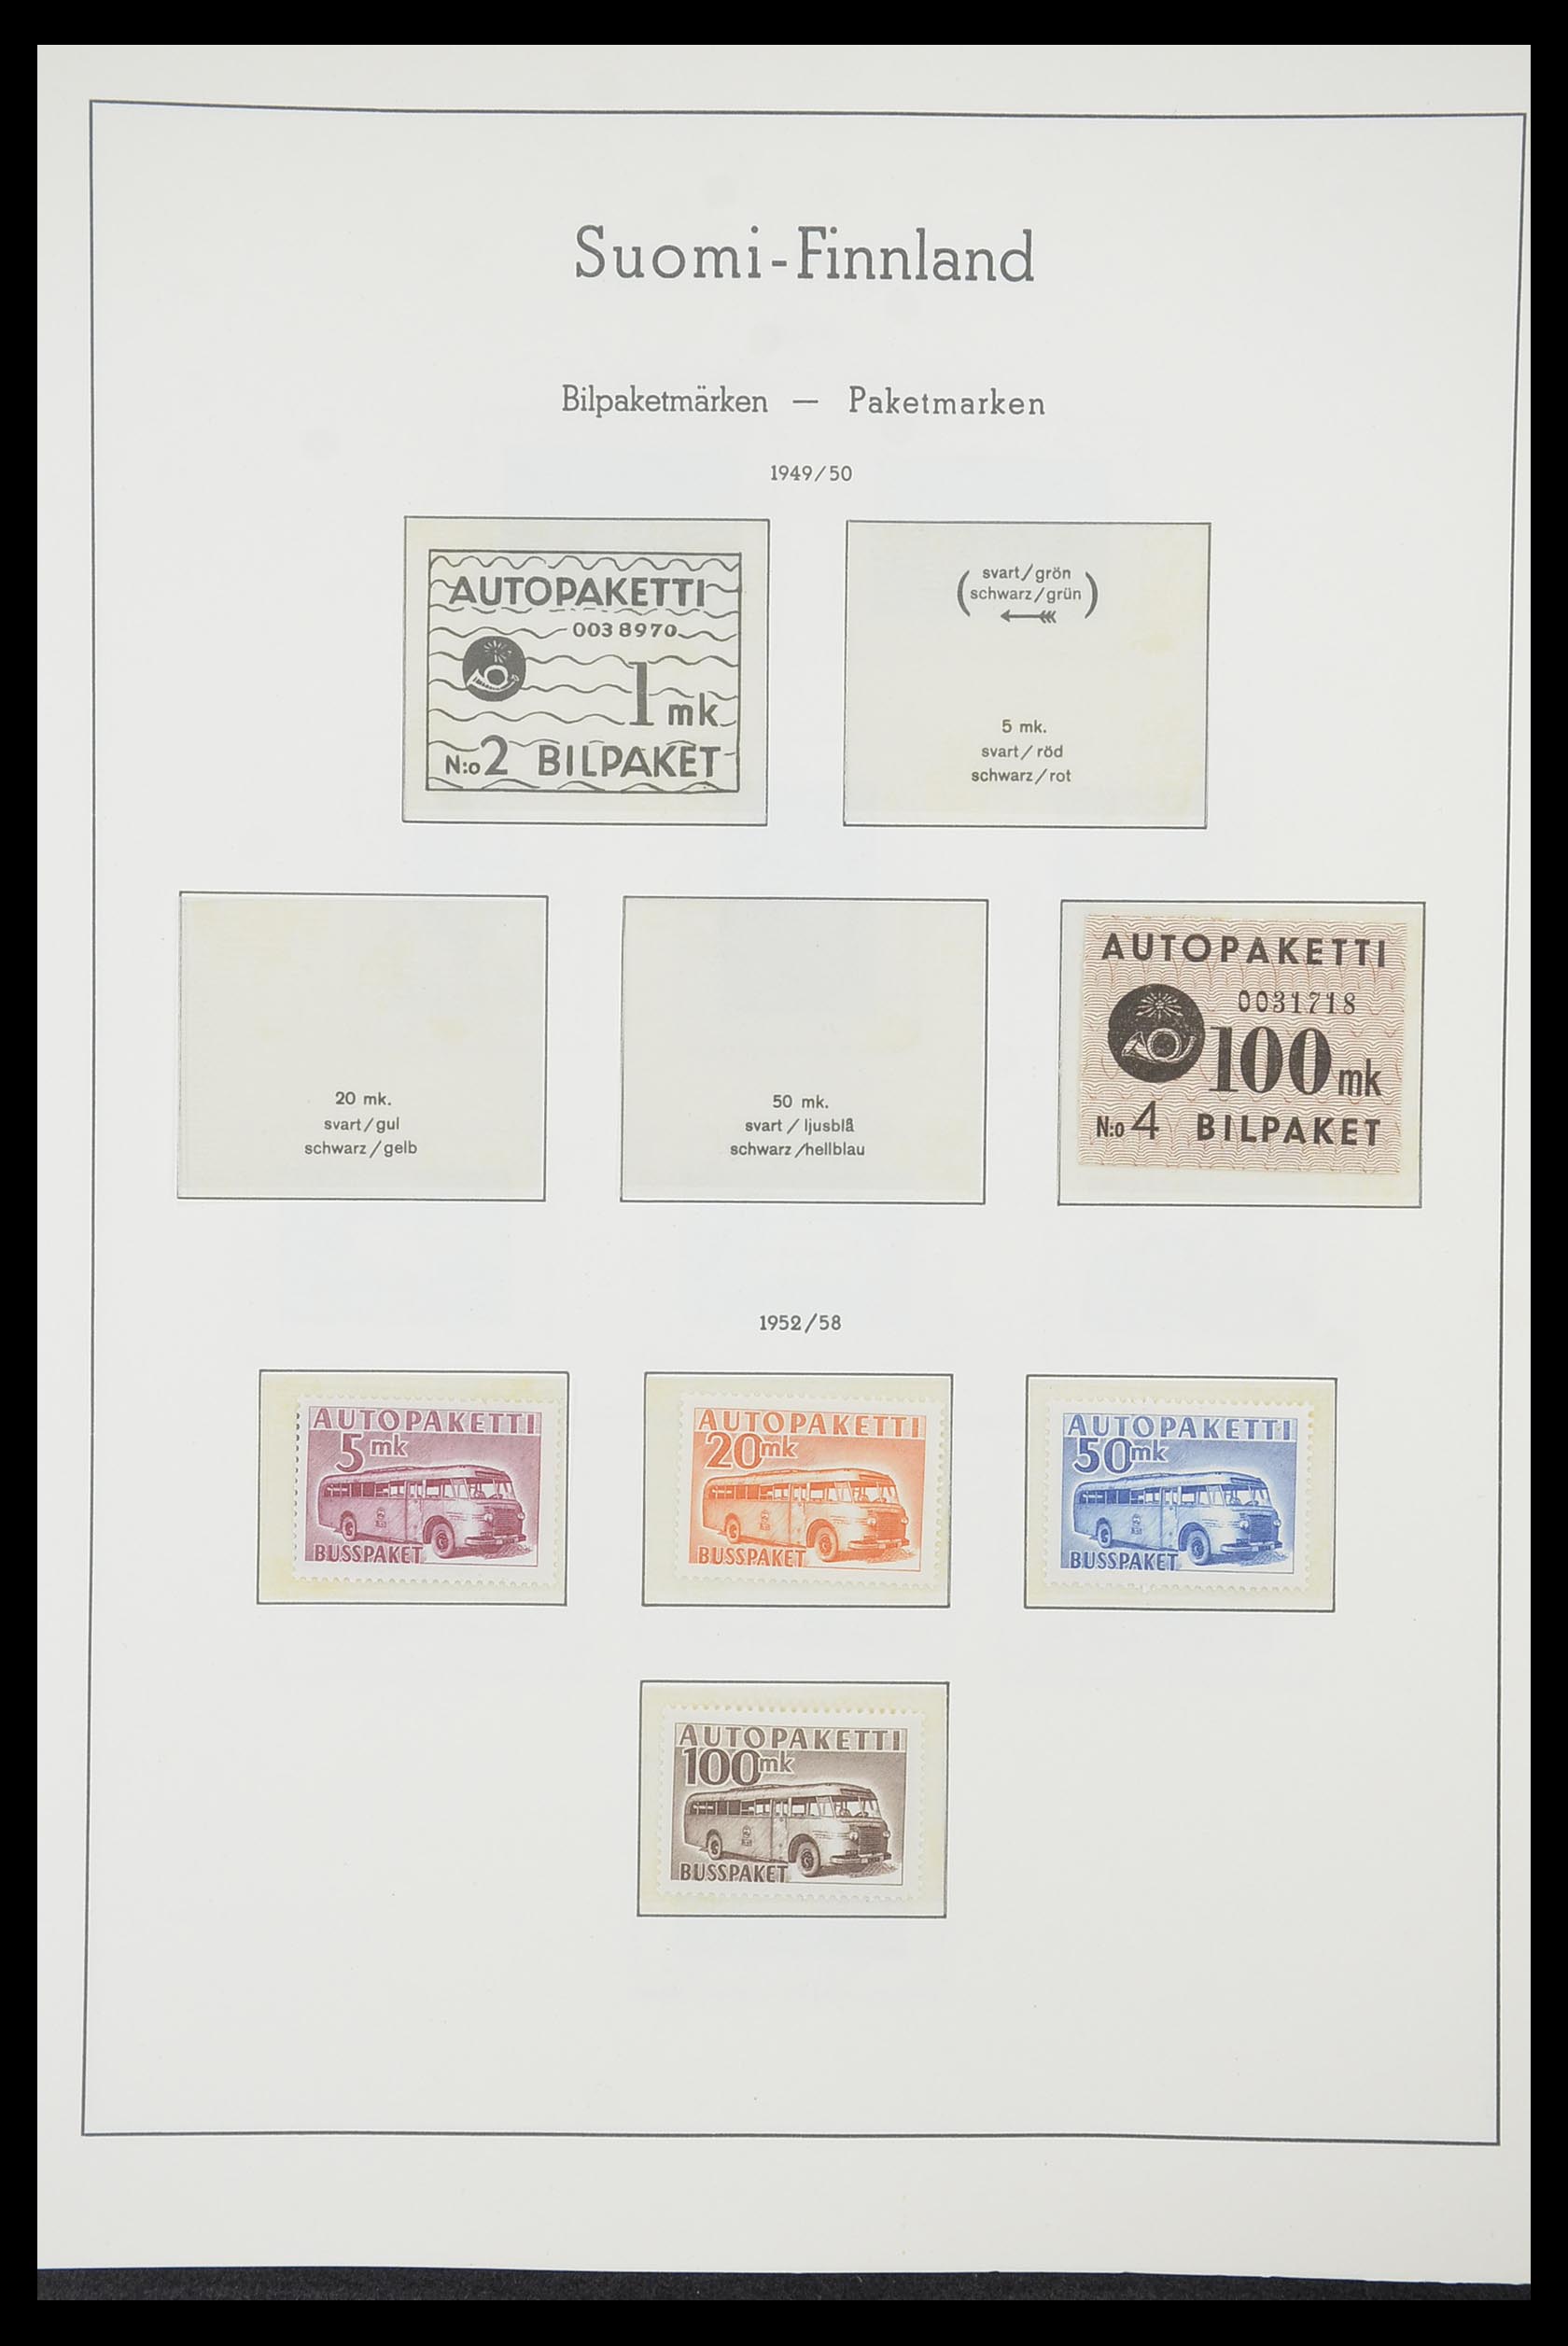 Suomi-Finnland
Bilpaketmärken — Paketmarken
1949/50
AUTOPAKETTI
0038970
1 mk
N:o 2 BILPAKET
(svart/grön
schwarz/grün)
5 mk.
svart/röd
schwarz/rot
20 mk.
svart/gul
schwarz/gelb
50 mk.
svart/ljusblå
schwarz/hellblau
AUTOPAKETTI
0031718
100 mk
N:o 4 BILPAKET
1952/58
AUTOPAKETTI
5 mk
BUSSPAKET
AUTOPAKETTI
20 mk
BUSSPAKET
AUTOPAKETTI
50 mk
BUSSPAKET
AUTOPAKETTI
100 mk
BUSSPAKET